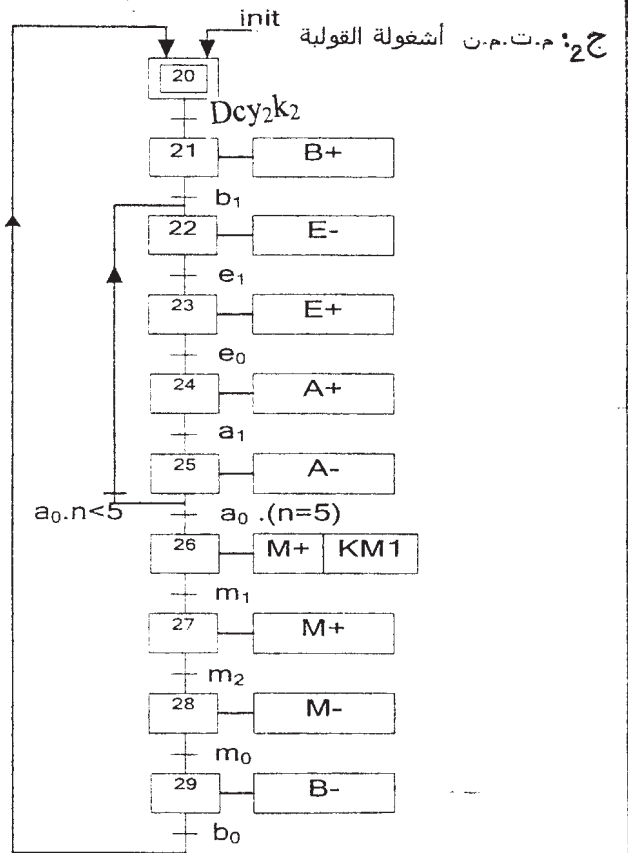 init
ج2: م.ت.م.ن أشغولة القولبة
20
Dcy₂k₂
21 B+
b₁
22 E-
e₁
23 E+
e₀
24 A+
a₁
25 A-
a₀.n<5 a₀.(n=5)
26 M+ KM1
m₁
27 M+
m₂
28 M-
m₀
29 B-
b₀